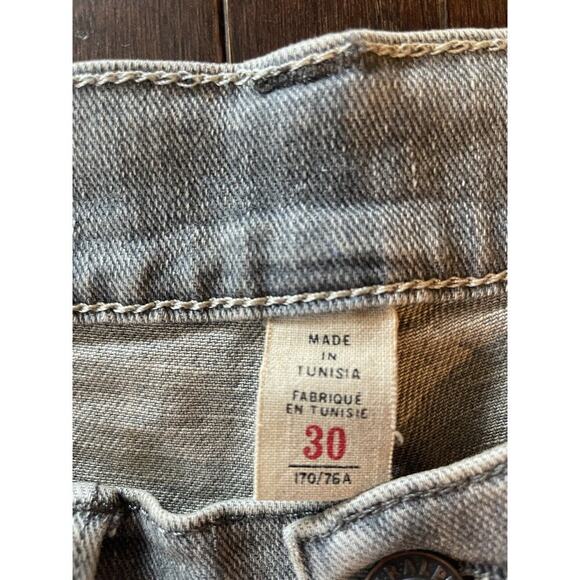 MADE
IN
TUNISIA
FABRIQUÉ
EN TUNISIE
30
170/76A